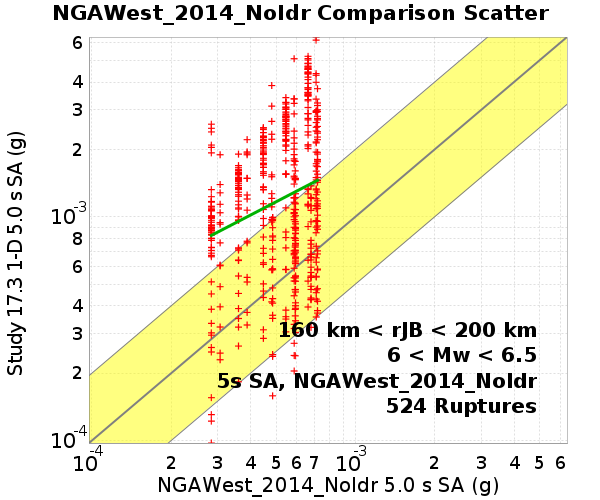 NGAWest_2014_NoIdr Comparison Scatter
6
4
3
2
10^-3
8
6
4
3
2
10^-4
Study 17.3 1-D 5.0 s SA (g)
160 km < rJB < 200 km
6 < Mw < 6.5
5s SA, NGAWest_2014_NoIdr
524 Ruptures
10^-4 2 3 4 5 6 7 10^-3 2 3 4 5 6
NGAWest_2014_NoIdr 5.0 s SA (g)